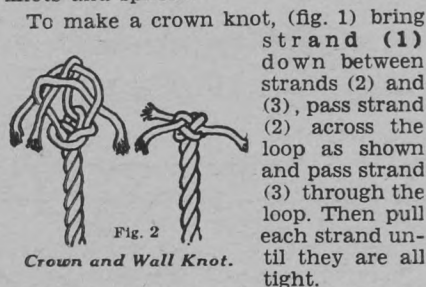 To make a crown knot, (fig. 1) bring
strand (1)
down between
strands (2) and
(3), pass strand
(2) across the
loop as shown
and pass strand
(3) through the
loop. Then pull
each strand un-
til they are all
tight.
Fig. 2
Crown and Wall Knot.